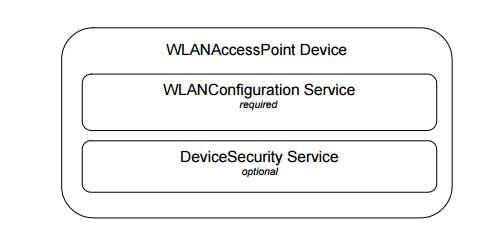 WLANAccessPoint Device
WLANConfiguration Service
required
DeviceSecurity Service
optional